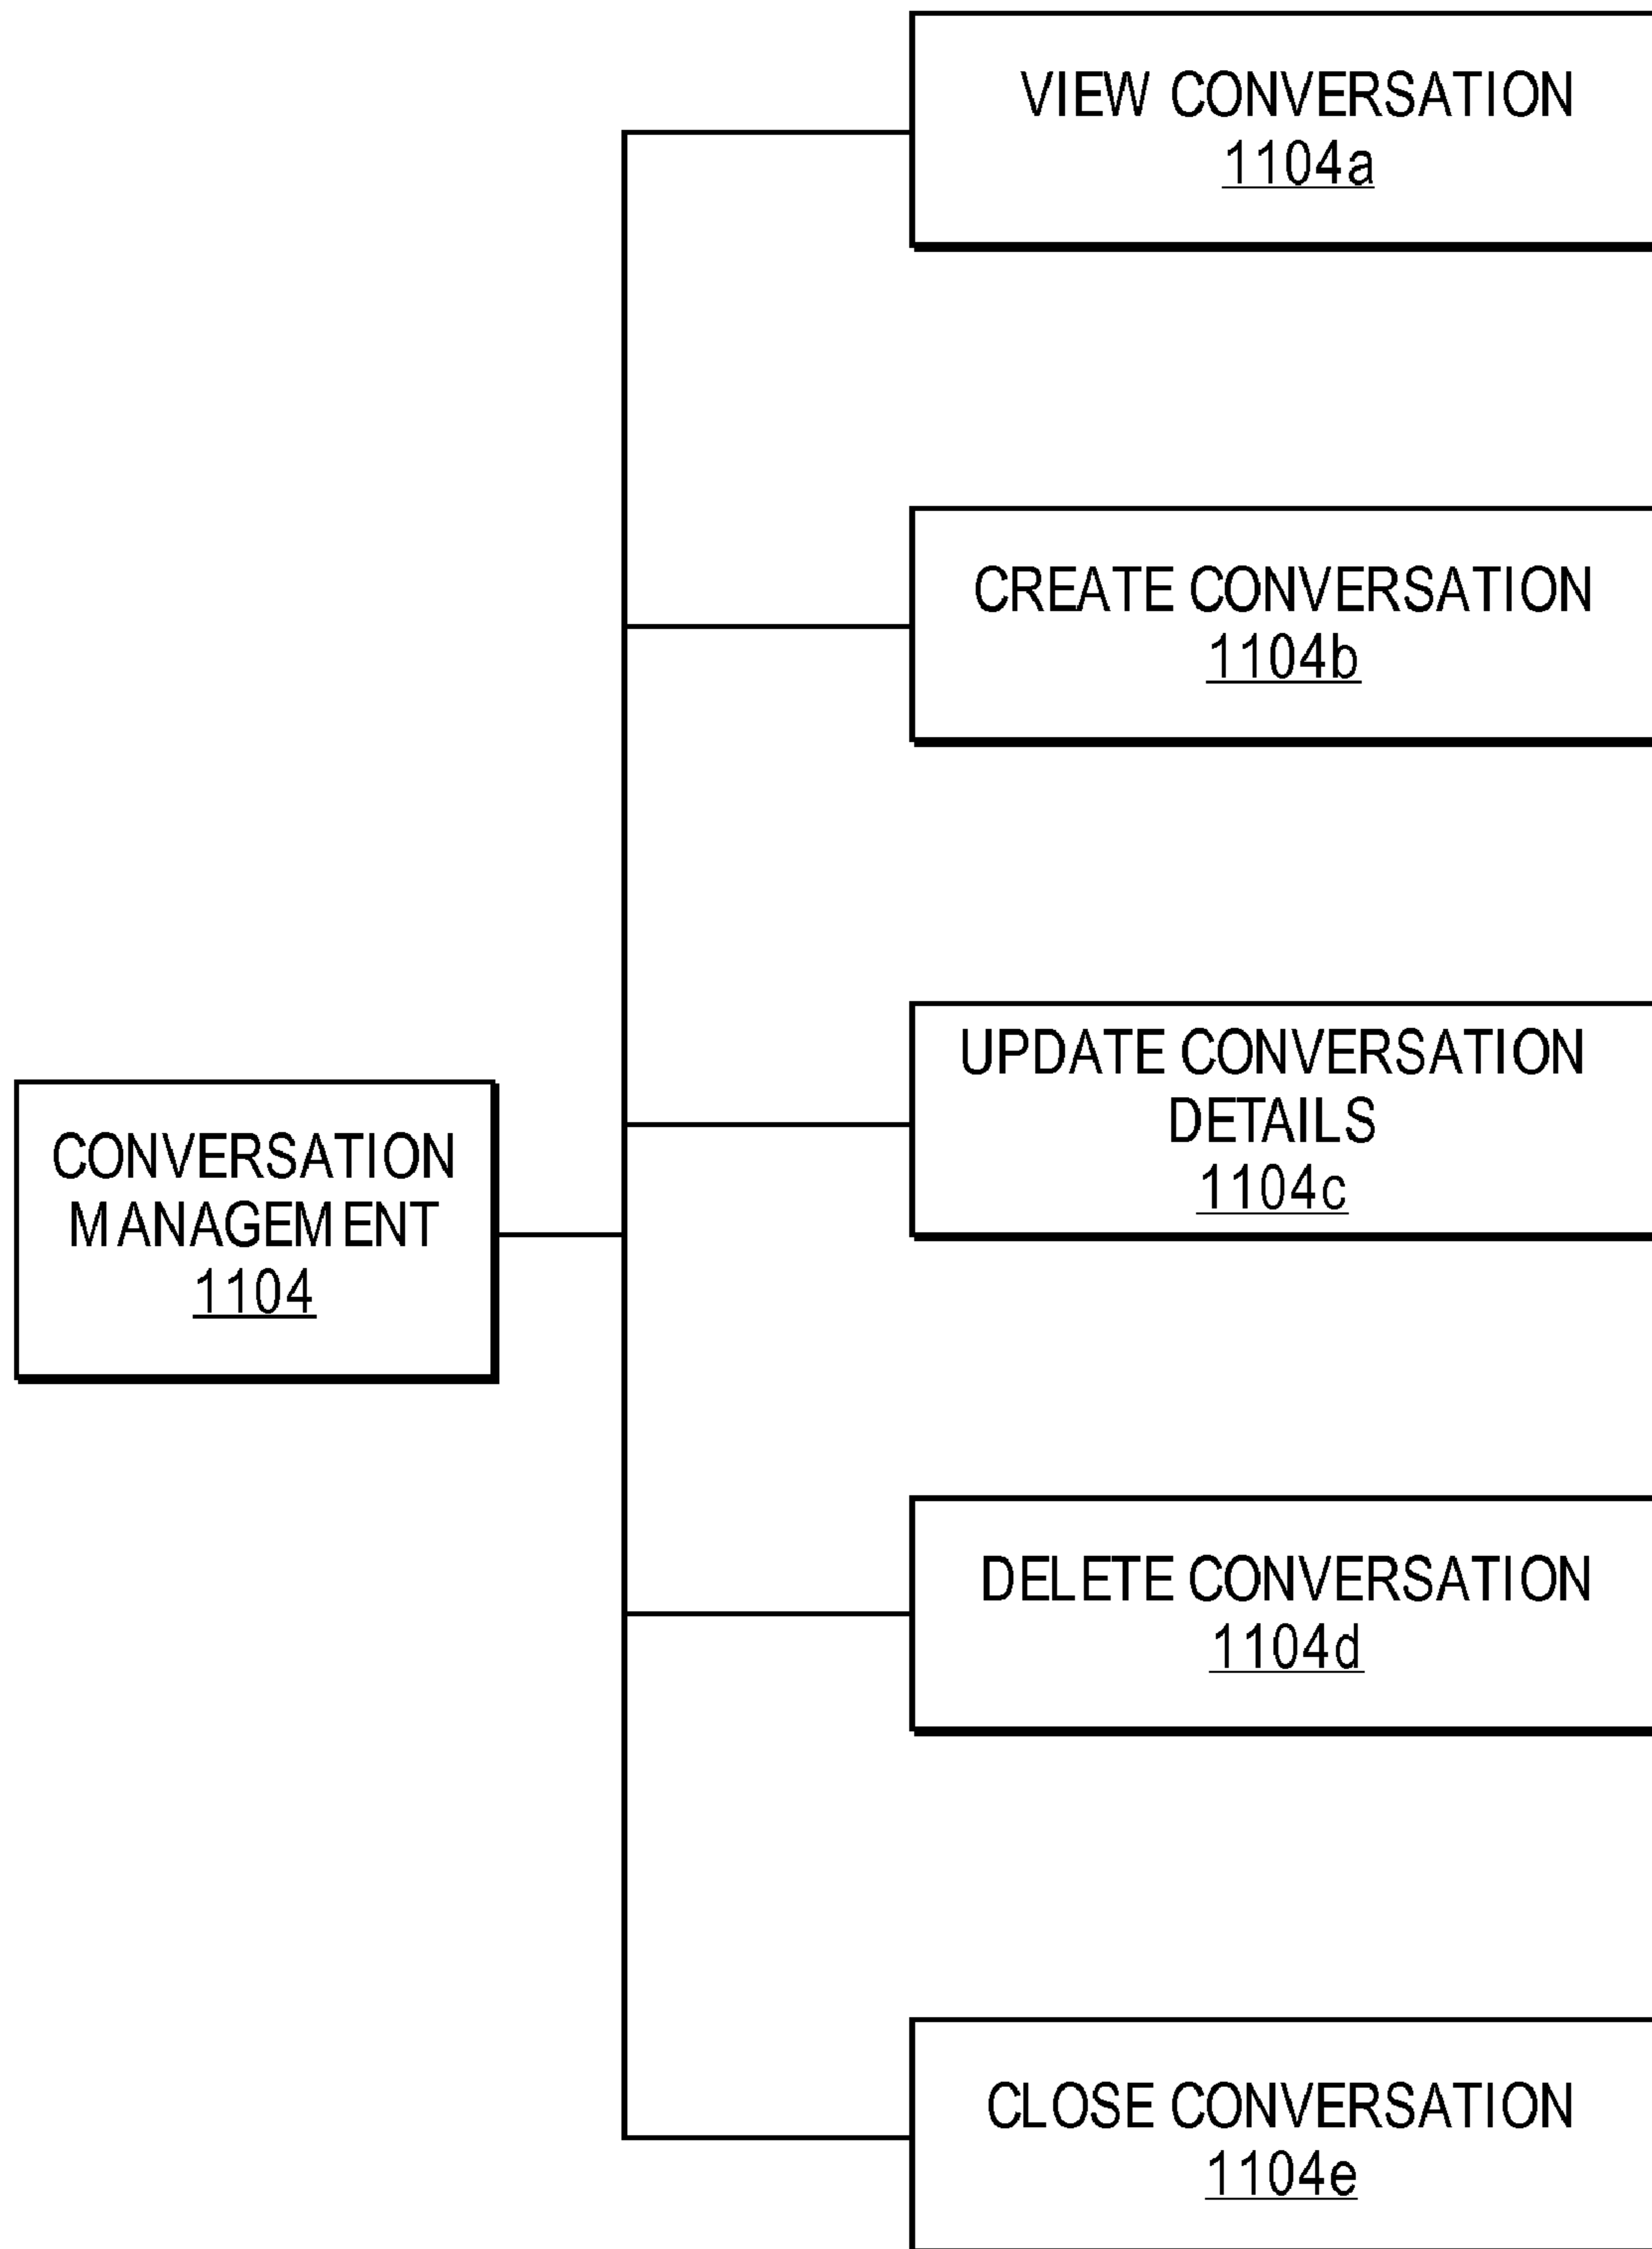 VIEW CONVERSATION
1104a
CREATE CONVERSATION
1104b
UPDATE CONVERSATION
DETAILS
1104c
CONVERSATION
MANAGEMENT
1104
DELETE CONVERSATION
1104d
CLOSE CONVERSATION
1104e